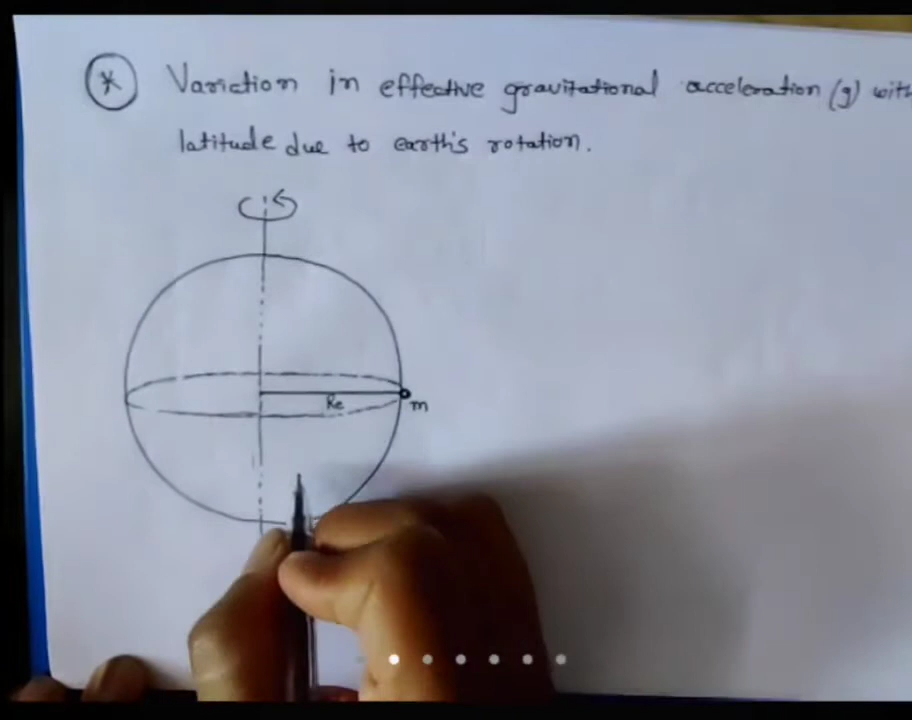 * Variation in effective gravitational acceleration (g) with
latitude due to earth's rotation.
Re
m